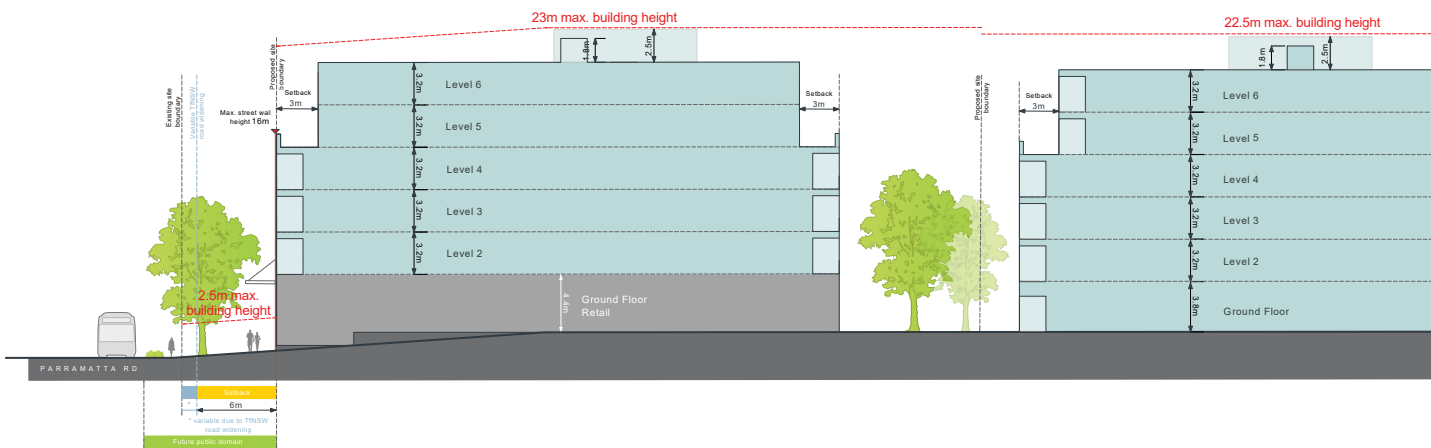 23m max. building height
22.5m max. building height
1.8m
2.5m
1.8m
2.5m
Existing site
boundary
Variable TfNSW
road widening
Proposed site
boundary
Setback
3m
Max. street wal
height 16m
3.2m
Level 6
3.2m
Level 5
3.2m
Level 4
3.2m
Level 3
3.2m
Level 2
4.4m
Ground Floor
Retail
Setback
3m
Proposed site
boundary
Setback
3m
3.2m
Level 6
3.2m
Level 5
3.2m
Level 4
3.2m
Level 3
3.2m
Level 2
3.8m
Ground Floor
2.5m max.
building height
PARRAMATTA RD
Setback
*
6m
* variable due to TfNSW
road widening
Future public domain